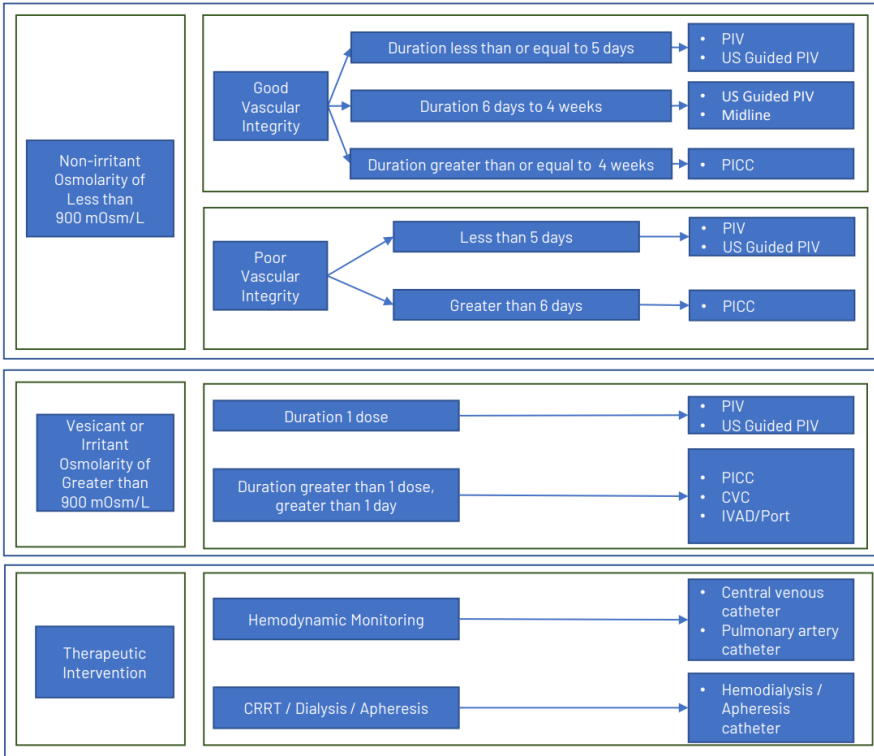 Non-irritant
Osmolarity of
Less than
900 mOsm/L
Good
Vascular
Integrity
Duration less than or equal to 5 days
• PIV
• US Guided PIV
Duration 6 days to 4 weeks
• US Guided PIV
• Midline
Duration greater than or equal to 4 weeks
• PICC
Poor
Vascular
Integrity
Less than 5 days
• PIV
• US Guided PIV
Greater than 6 days
• PICC
Vesicant or
Irritant
Osmolarity of
Greater than
900 mOsm/L
Duration 1 dose
• PIV
• US Guided PIV
Duration greater than 1 dose,
greater than 1 day
• PICC
• CVC
• IVAD/Port
Therapeutic
Intervention
Hemodynamic Monitoring
• Central venous
catheter
• Pulmonary artery
catheter
CRRT / Dialysis / Apheresis
• Hemodialysis /
Apheresis
catheter